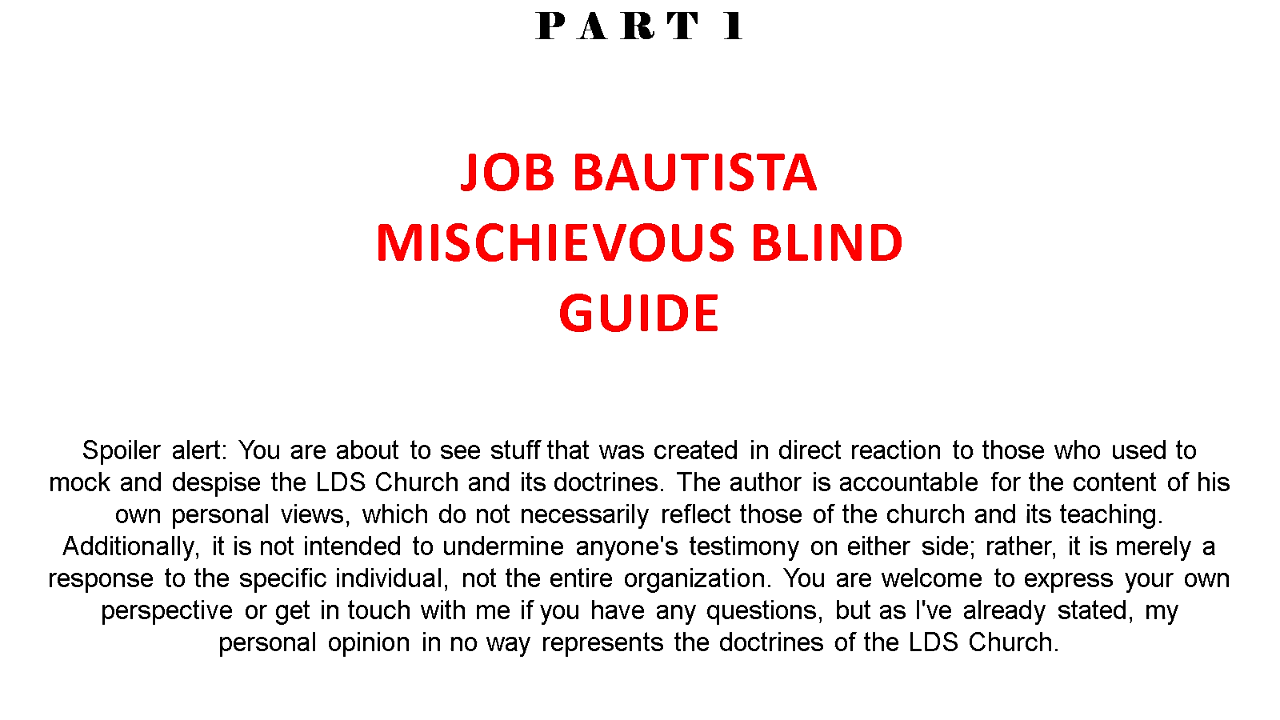 PART 1
JOB BAUTISTA
MISCHIEVOUS BLIND
GUIDE
Spoiler alert: You are about to see stuff that was created in direct reaction to those who used to
mock and despise the LDS Church and its doctrines. The author is accountable for the content of his
own personal views, which do not necessarily reflect those of the church and its teaching.
Additionally, it is not intended to undermine anyone's testimony on either side; rather, it is merely a
response to the specific individual, not the entire organization. You are welcome to express your own
perspective or get in touch with me if you have any questions, but as I've already stated, my
personal opinion in no way represents the doctrines of the LDS Church.